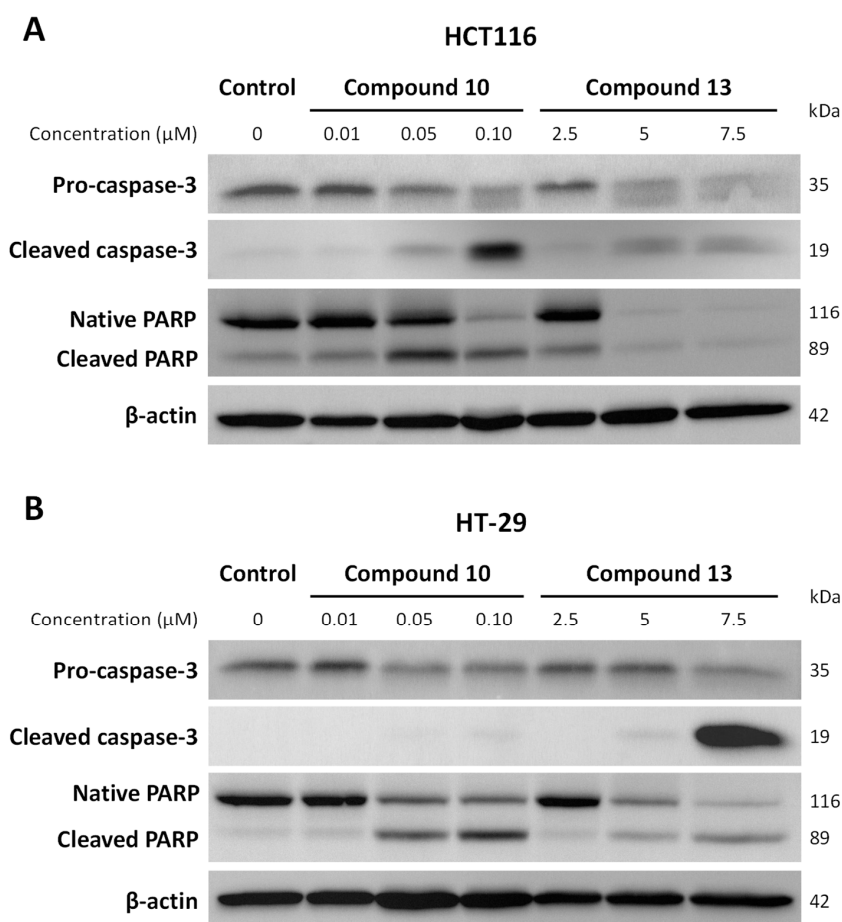 A
HCT116
Control Compound 10 Compound 13
kDa
Concentration (µM) 0 0.01 0.05 0.10 2.5 5 7.5
Pro-caspase-3 35
Cleaved caspase-3 19
Native PARP 116
Cleaved PARP 89
β-actin 42
B
HT-29
Control Compound 10 Compound 13
kDa
Concentration (µM) 0 0.01 0.05 0.10 2.5 5 7.5
Pro-caspase-3 35
Cleaved caspase-3 19
Native PARP 116
Cleaved PARP 89
β-actin 42